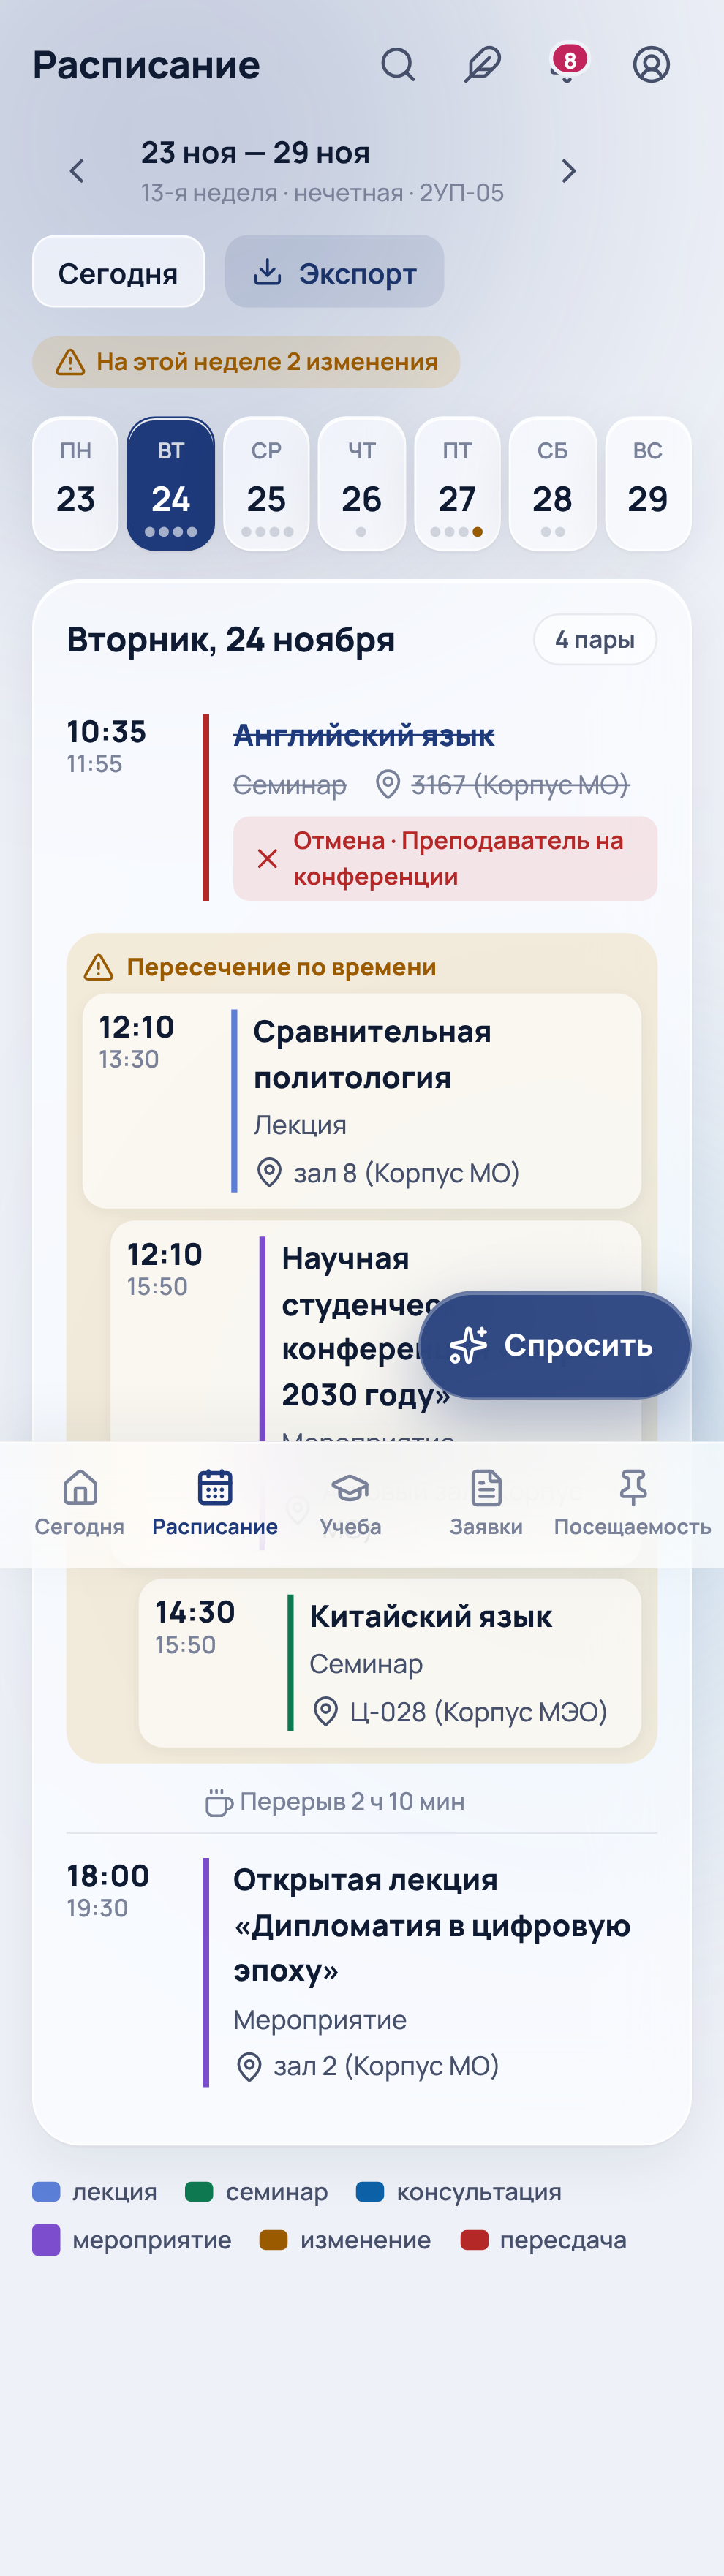 Расписание
8
23 ноя — 29 ноя
13-я неделя · нечетная · 2УП-05
Сегодня
Экспорт
На этой неделе 2 изменения
ПН ВТ СР ЧТ ПТ СБ ВС
23 24 25 26 27 28 29
Вторник, 24 ноября
4 пары
10:35
11:55
Английский язык
Семинар 3167 (Корпус МО)
Отмена · Преподаватель на
конференции
Пересечение по времени
12:10
13:30
Сравнительная
политология
Лекция
зал 8 (Корпус МО)
12:10
15:50
Научная
2030 году»
Мероприятие
Спросить
Сегодня
Расписание
Учеба
Заявки
Посещаемость
14:30
15:50
Китайский язык
Семинар
Ц-028 (Корпус МЭО)
Перерыв 2 ч 10 мин
18:00
19:30
Открытая лекция
«Дипломатия в цифровую
эпоху»
Мероприятие
зал 2 (Корпус МО)
лекция семинар консультация
мероприятие изменение пересдача